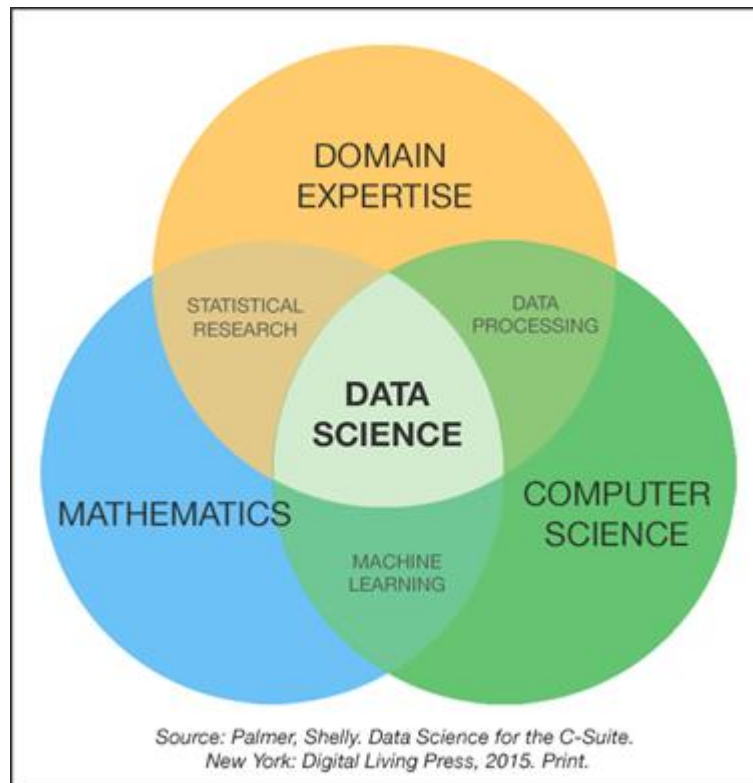 DOMAIN
EXPERTISE
STATISTICAL
RESEARCH
DATA
PROCESSING
DATA
SCIENCE
MATHEMATICS
COMPUTER
SCIENCE
MACHINE
LEARNING
Source: Palmer, Shelly. Data Science for the C-Suite.
New York: Digital Living Press, 2015. Print.